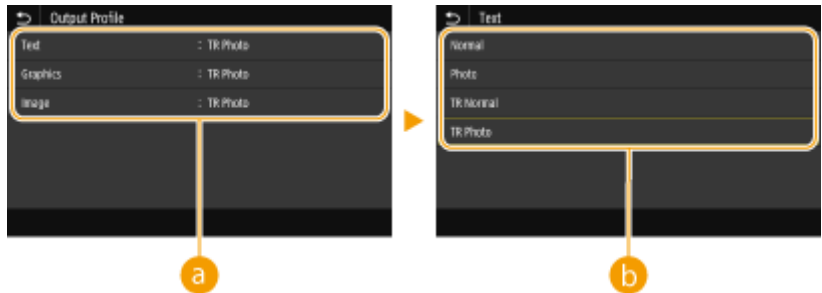 Output Profile
Text : TR Photo
Graphics : TR Photo
Image : TR Photo
a
Text
Normal
Photo
TR Normal
TR Photo
b